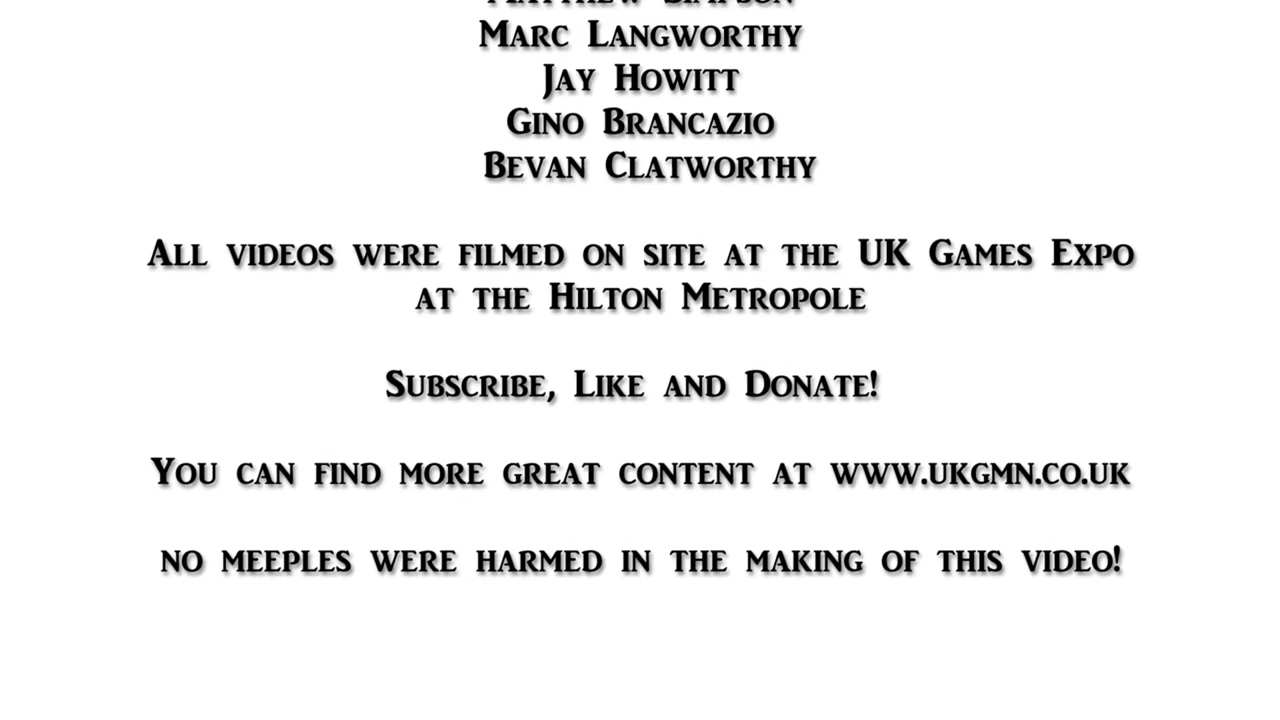 Matthew Simpson
Marc Langworthy
Jay Howitt
Gino Brancazio
Bevan Clatworthy
All videos were filmed on site at the UK Games Expo
at the Hilton Metropole
Subscribe, Like and Donate!
You can find more great content at www.ukgmn.co.uk
no meeples were harmed in the making of this video!